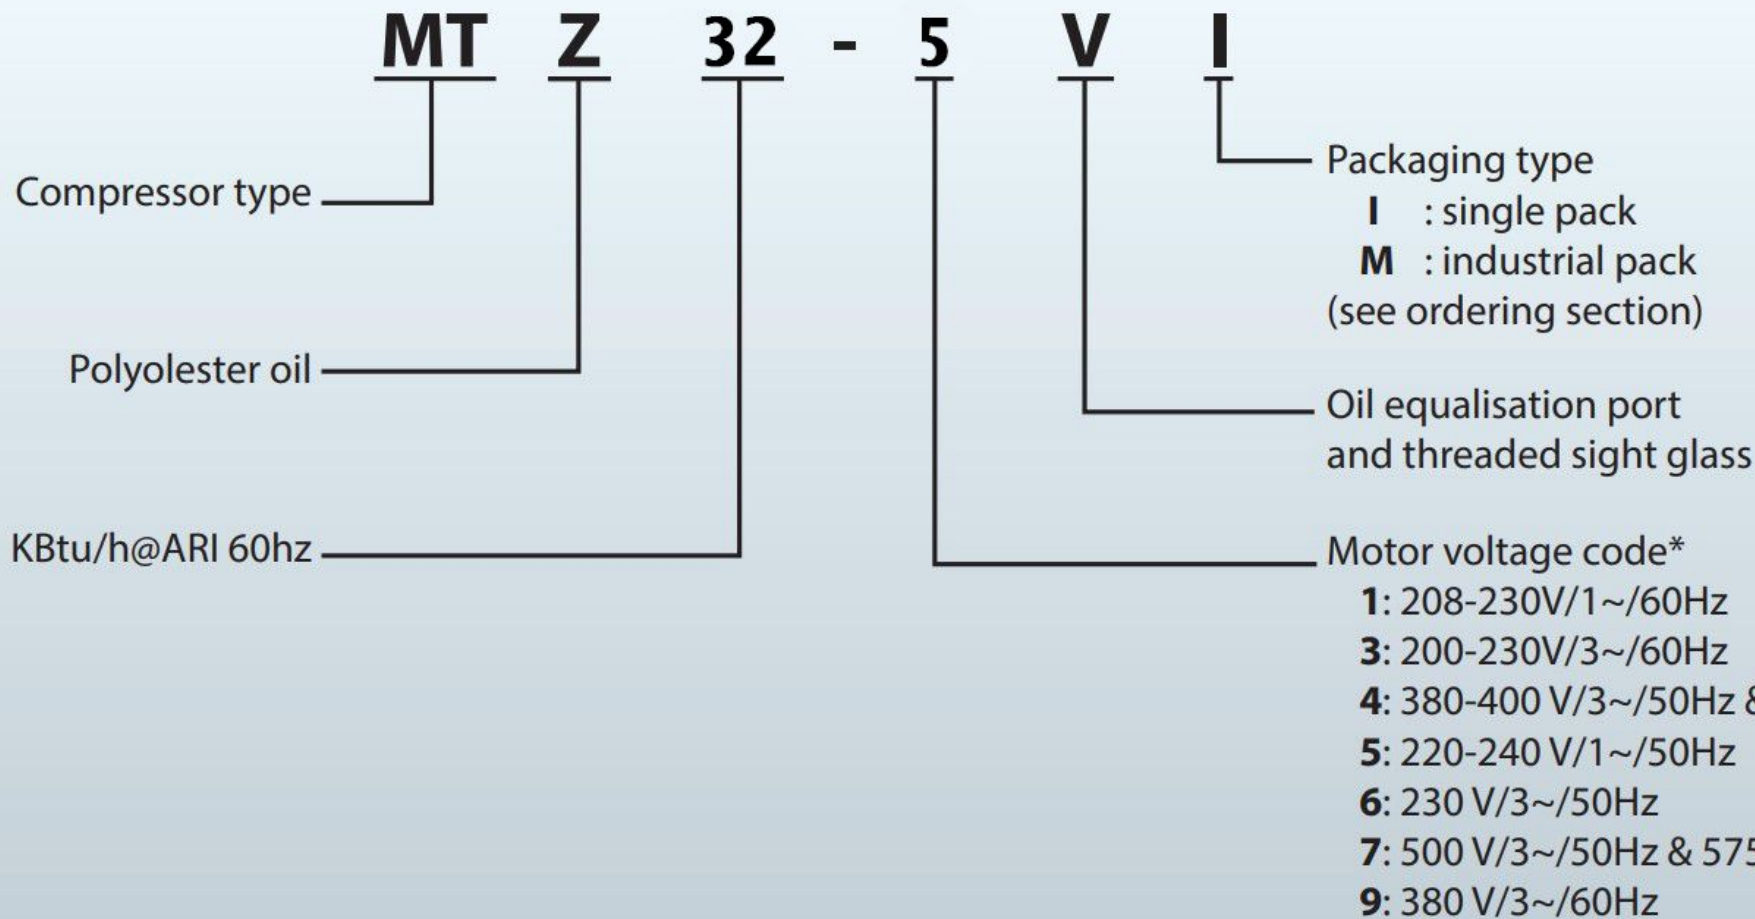 MT Z 32 - 5 V I
Compressor type
Polyolester oil
KBtu/h@ARI 60hz
Packaging type
I : single pack
M : industrial pack
(see ordering section)
Oil equalisation port
and threaded sight glass
Motor voltage code*
1: 208-230V/1~/60Hz
3: 200-230V/3~/60Hz
4: 380-400 V/3~/50Hz &
5: 220-240 V/1~/50Hz
6: 230 V/3~/50Hz
7: 500 V/3~/50Hz & 575
9: 380 V/3~/60Hz